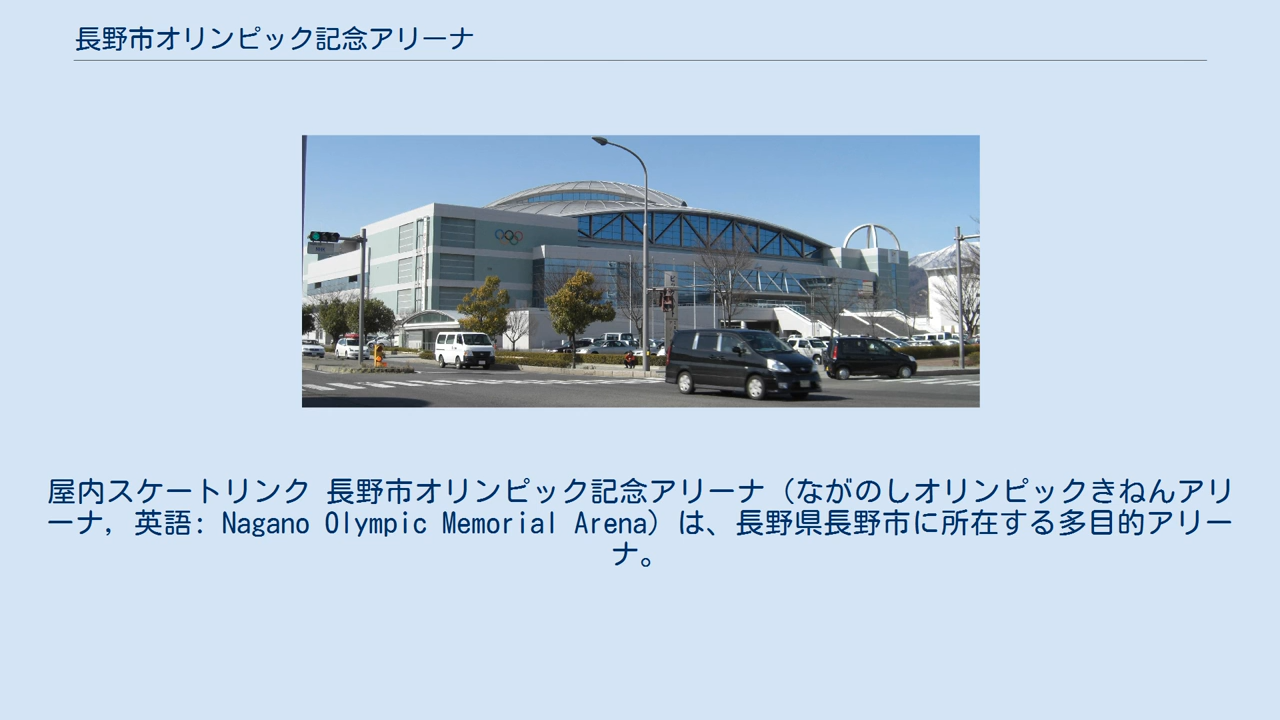 長野市オリンピック記念アリーナ
屋内スケートリンク 長野市オリンピック記念アリーナ（ながのしオリンピックきねんアリ
ーナ, 英語: Nagano Olympic Memorial Arena）は、長野県長野市に所在する多目的アリー
ナ。